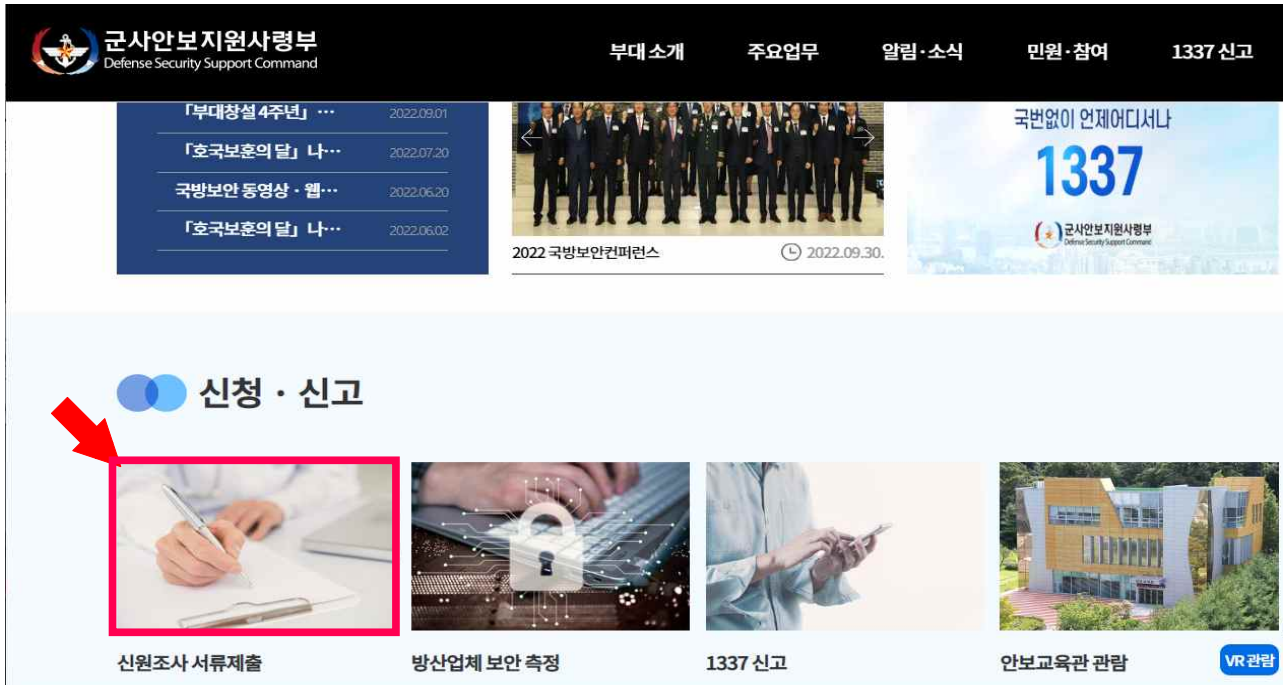 군사안보지원사령부
Defense Security Support Command
부대 소개 주요업무 알림·소식 민원·참여 1337 신고
「부대창설 4주년」 ⋯ 2022.09.01
「호국보훈의 달」 나⋯ 2022.07.20
국방보안 동영상·웹⋯ 2022.06.20
「호국보훈의 달」 나⋯ 2022.06.02
2022 국방보안컨퍼런스 2022.09.30.
국번없이 언제어디서나
1337
군사안보지원사령부
Defense Security Support Command
신청 · 신고
신원조사 서류제출
방산업체 보안 측정
1337 신고
안보교육관 관람
VR 관람